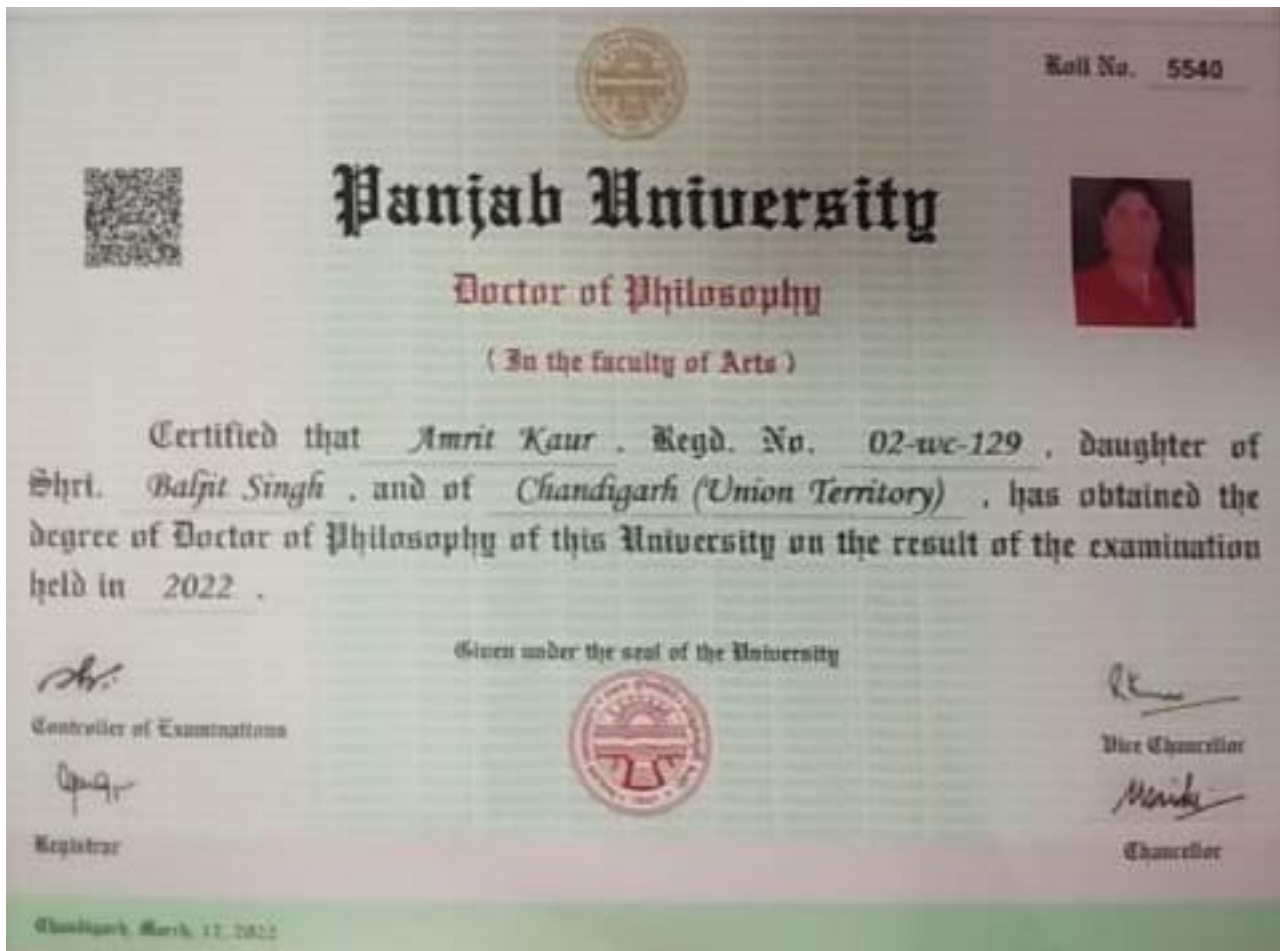 Roll No. 5540
Panjab University
Doctor of Philosophy
( In the faculty of Arts )
Certified that Amrit Kaur . Regd. No. 02-wc-129 . daughter of
Shri. Baljit Singh . and of Chandigarh (Union Territory) . has obtained the
degree of Doctor of Philosophy of this University on the result of the examination
held in 2022 .
Given under the seal of the University
Controller of Examinations
Vice Chancellor
Registrar
Chancellor
Chandigarh, March, 17, 2022